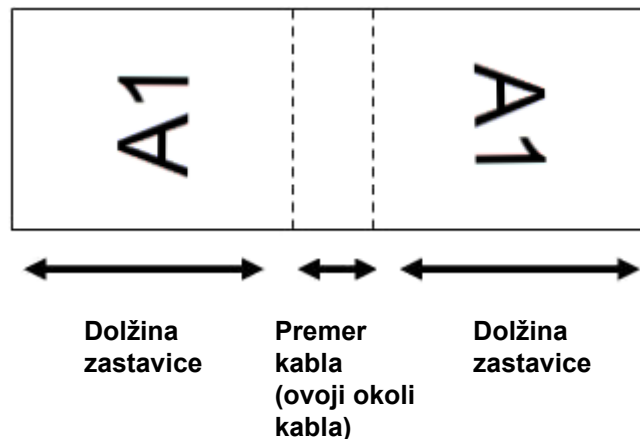 A1
A1
Dolžina
zastavice
Premer
kabla
(ovoji okoli
kabla)
Dolžina
zastavice